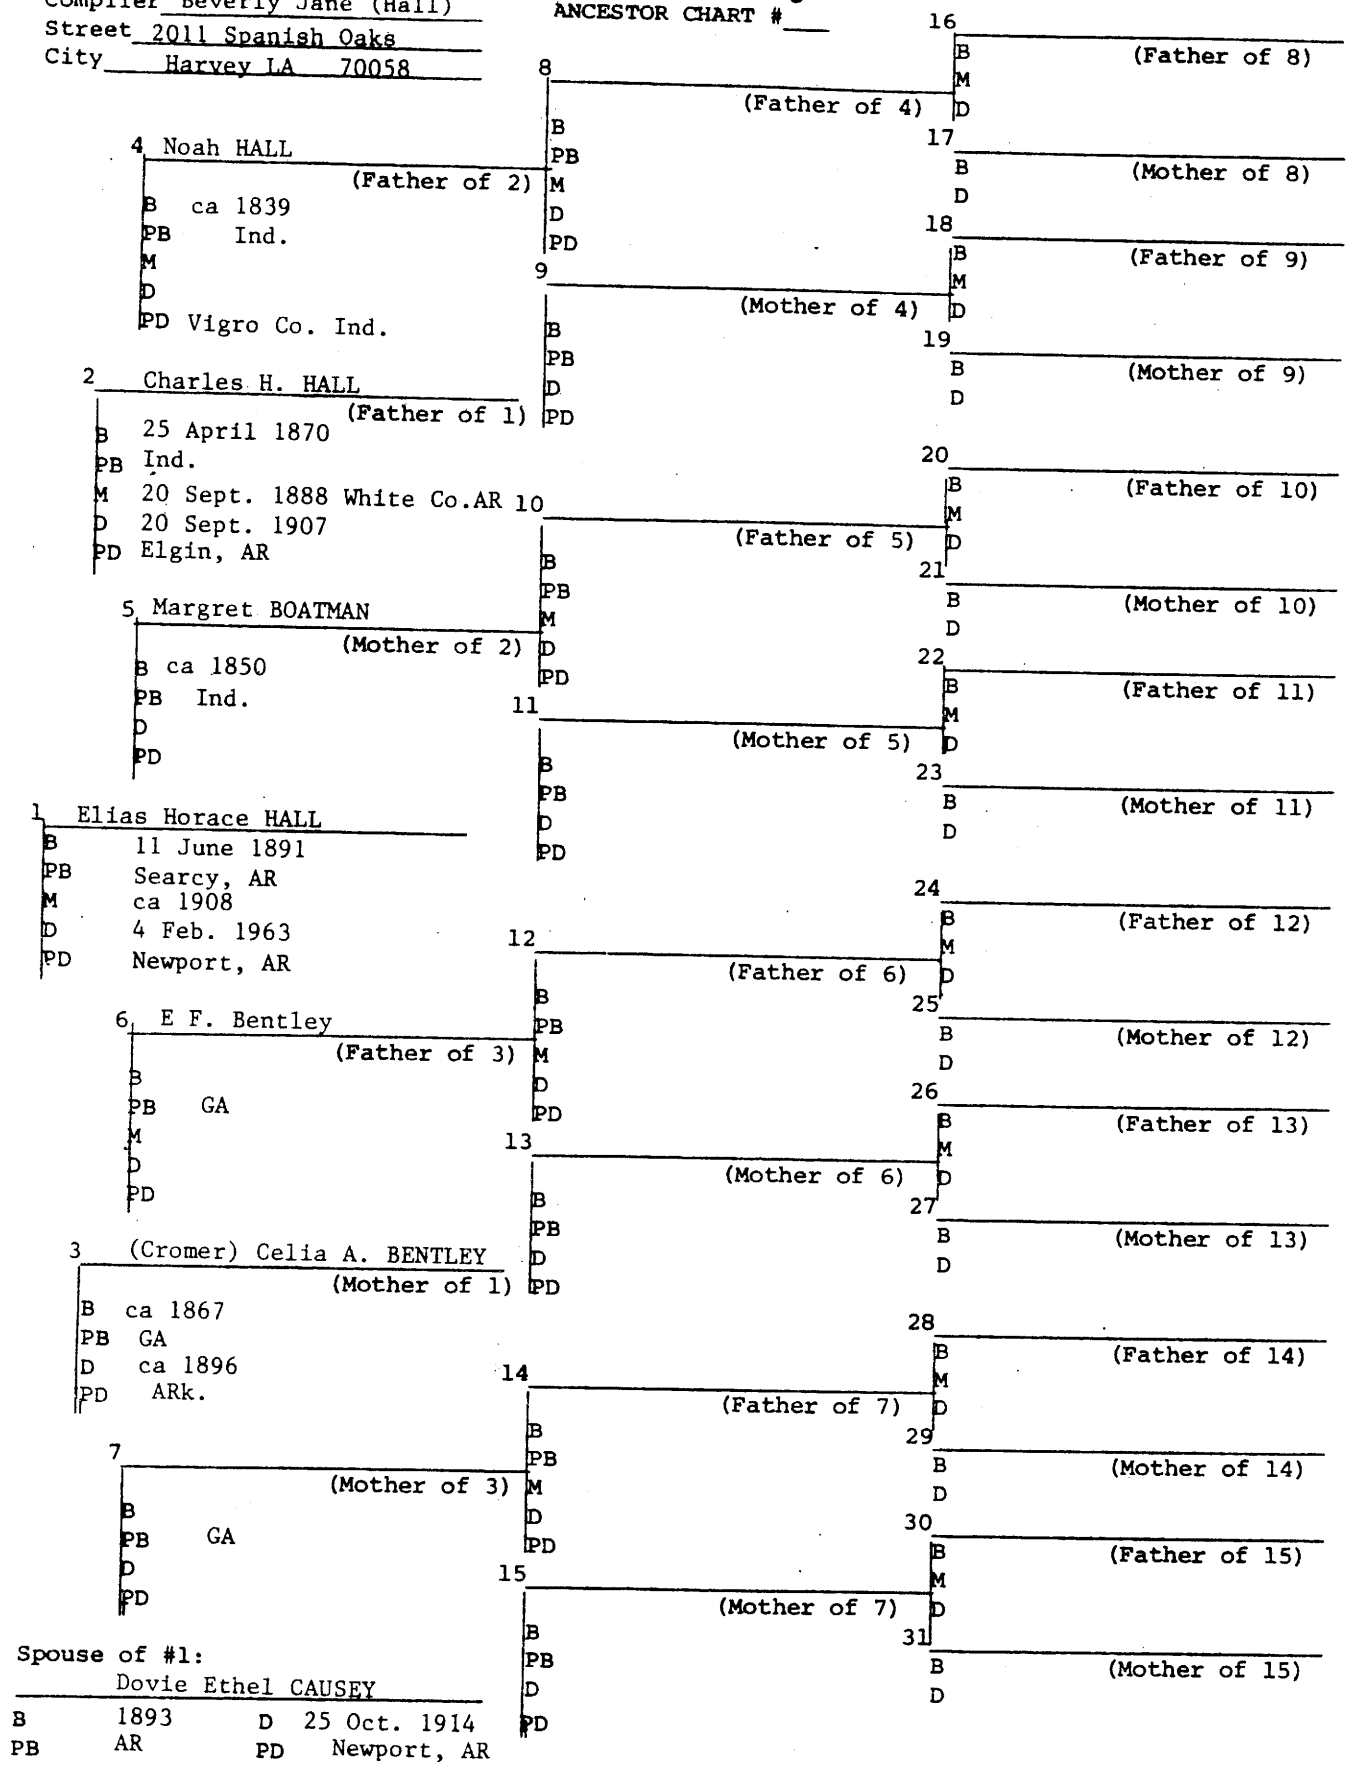 Compiler Beverly Jane (Hall)
Street 2011 Spanish Oaks
City Harvey LA 70058
ANCESTOR CHART #
4 Noah HALL
(Father of 2)
B ca 1839
PB Ind.
M
D
PD Vigro Co. Ind.
2 Charles H. HALL
(Father of 1)
B 25 April 1870
PB Ind.
M 20 Sept. 1888 White Co.AR
D 20 Sept. 1907
PD Elgin, AR
5 Margret BOATMAN
(Mother of 2)
B ca 1850
PB Ind.
D
PD
1 Elias Horace HALL
B 11 June 1891
PB Searcy, AR
M ca 1908
D 4 Feb. 1963
PD Newport, AR
6 E F. Bentley
(Father of 3)
B
PB GA
M
D
PD
3 (Cromer) Celia A. BENTLEY
(Mother of 1)
B ca 1867
PB GA
D ca 1896
PD ARk.
7
(Mother of 3)
B
PB GA
D
PD
Spouse of #1:
Dovie Ethel CAUSEY
B 1893 D 25 Oct. 1914
PB AR PD Newport, AR
8
(Father of 4)
B
PB
M
D
PD
9
(Mother of 4)
B
PB
D
PD
10
(Father of 5)
B
PB
M
D
PD
11
(Mother of 5)
B
PB
D
PD
12
(Father of 6)
B
PB
M
D
PD
13
(Mother of 6)
B
PB
D
PD
14
(Father of 7)
B
PB
M
D
PD
15
(Mother of 7)
B
PB
D
PD
16
(Father of 8)
B
M
D
17
(Mother of 8)
B
D
18
(Father of 9)
B
M
D
19
(Mother of 9)
B
D
20
(Father of 10)
B
M
D
21
(Mother of 10)
B
D
22
(Father of 11)
B
M
D
23
(Mother of 11)
B
D
24
(Father of 12)
B
M
D
25
(Mother of 12)
B
D
26
(Father of 13)
B
M
D
27
(Mother of 13)
B
D
28
(Father of 14)
B
M
D
29
(Mother of 14)
B
D
30
(Father of 15)
B
M
D
31
(Mother of 15)
B
D